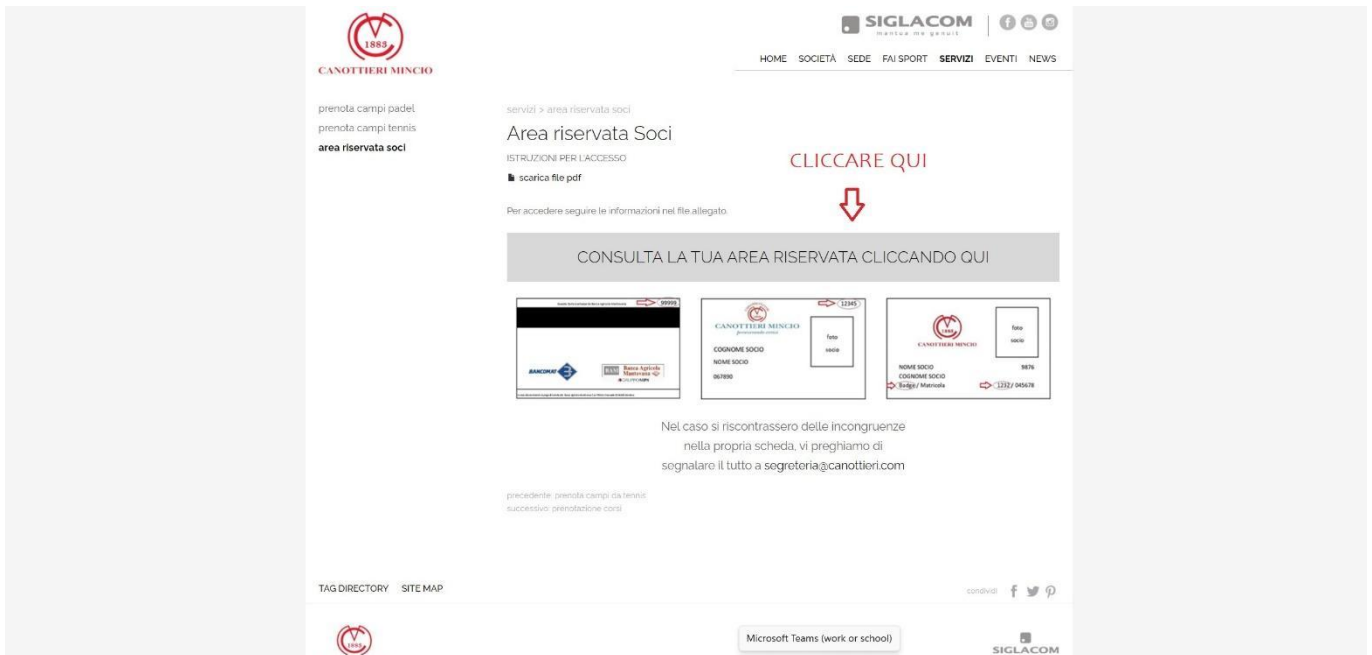 SIGLACOM
mantua me genuit
1883
CANOTTIERI MINCIO
HOME SOCIETÀ SEDE FAI SPORT SERVIZI EVENTI NEWS
prenota campi padel
prenota campi tennis
area riservata soci
servizi > area riservata soci
Area riservata Soci
ISTRUZIONI PER L'ACCESSO
scarica file pdf
CLICCARE QUI
Per accedere seguire le informazioni nel file allegato
CONSULTA LA TUA AREA RISERVATA CLICCANDO QUI
99999
BANCOMAT
BAM
Banca Agricola
Mantovana
12345
CANOTTIERI MINCIO
foto
socio
COGNOME SOCIO
NOME SOCIO
067890
1883
CANOTTIERI MINCIO
foto
socio
NOME SOCIO 9876
COGNOME SOCIO
Badge / Matricola 1232 / 045678
Nel caso si riscontrassero delle incongruenze
nella propria scheda, vi preghiamo di
segnalare il tutto a segreteria@canottieri.com
precedente: prenota campi da tennis
successivo: prenotazione corsi
TAG DIRECTORY SITE MAP
condividi
1883
Microsoft Teams (work or school)
SIGLACOM